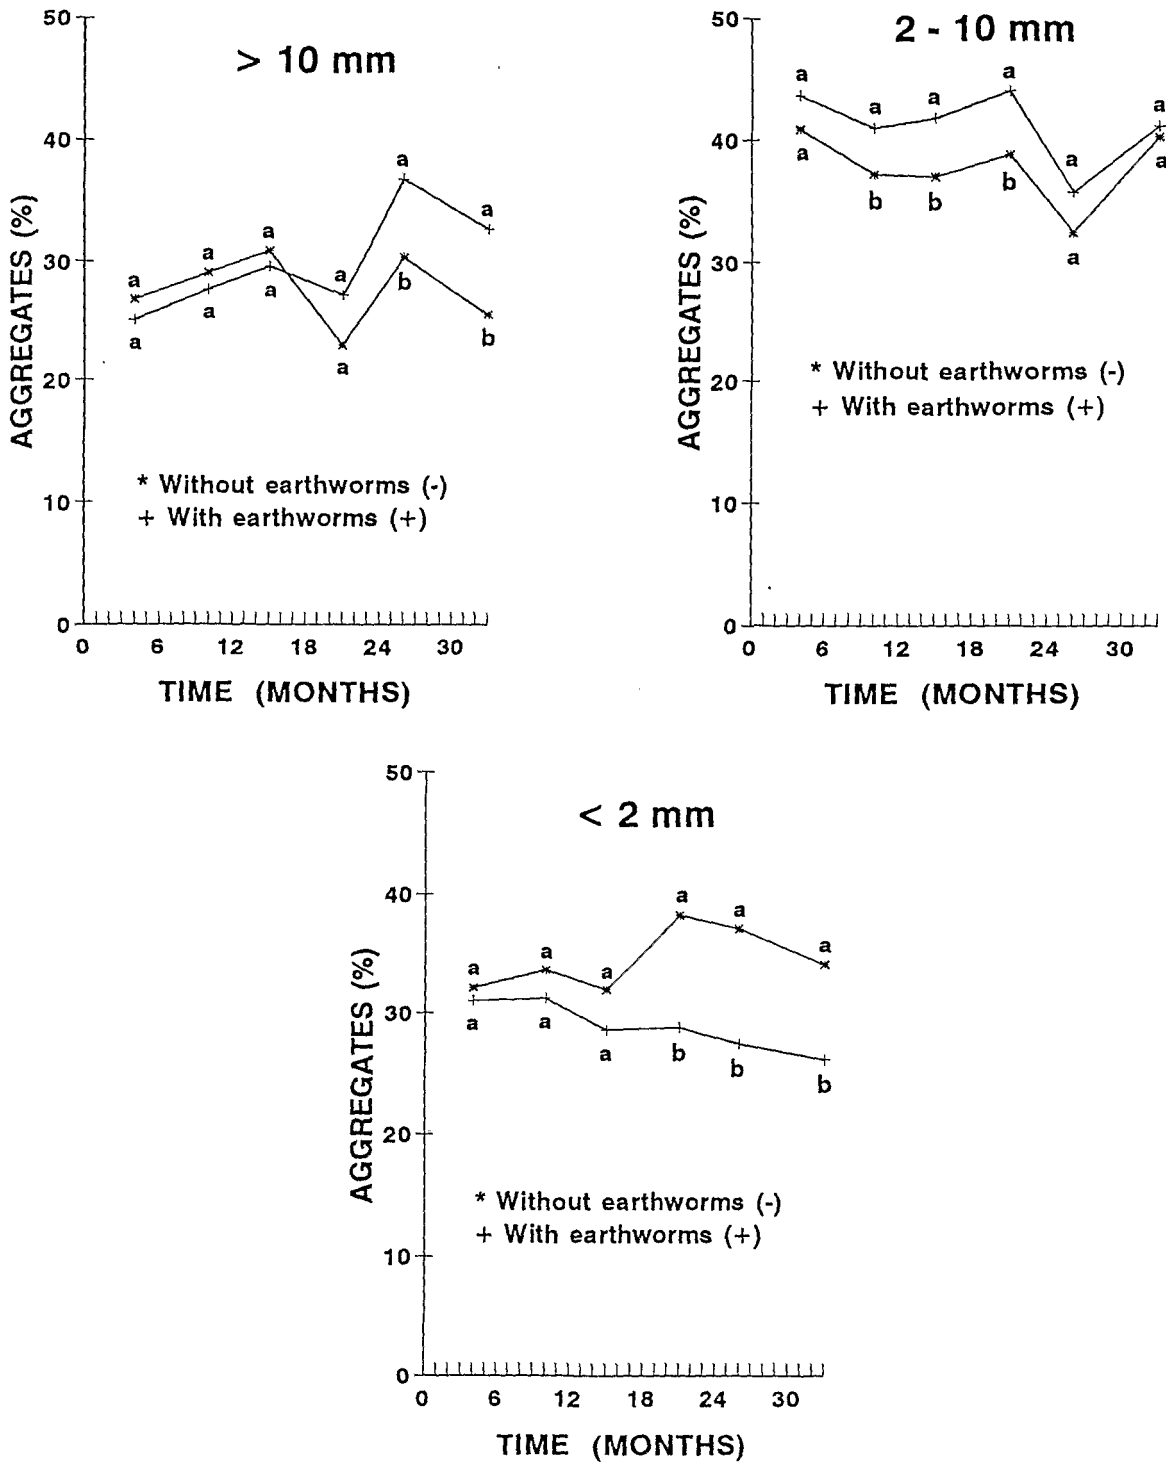 > 10 mm
50
40
30
20
10
0
AGGREGATES (%)
a
a
a
a
a
a
a
a
a
b
a
b
* Without earthworms (-)
+ With earthworms (+)
0 6 12 18 24 30
TIME (MONTHS)
2 - 10 mm
50
40
30
20
10
0
AGGREGATES (%)
a
a
a
b
a
b
a
b
a
a
a
a
* Without earthworms (-)
+ With earthworms (+)
0 6 12 18 24 30
TIME (MONTHS)
< 2 mm
50
40
30
20
10
0
AGGREGATES (%)
a
a
a
a
a
a
a
b
a
b
a
b
* Without earthworms (-)
+ With earthworms (+)
0 6 12 18 24 30
TIME (MONTHS)